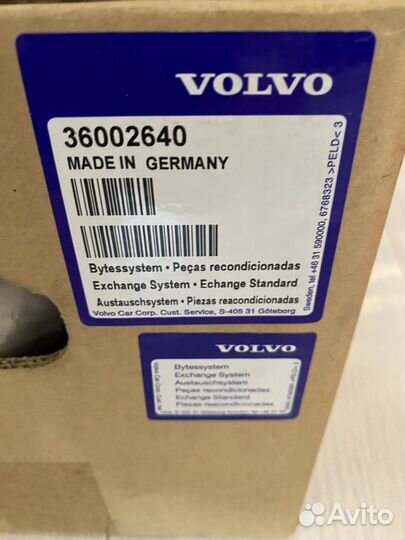 VOLVO
36002640
MADE IN GERMANY
Bytessystem • Peças recondicionadas
Exchange System • Echange Standard
Austauschsystem • Piezas reacondicionadas
Volvo Car Corp. Cust. Service, S-405 31 Göteborg
Sweden, tel +46 31 590000, 6768323 >PELD< 3
VOLVO
Bytessystem
Exchange System
Austauschsystem
Peças recondicionadas
Echange Standard
Piezas reacondicionadas
Avito